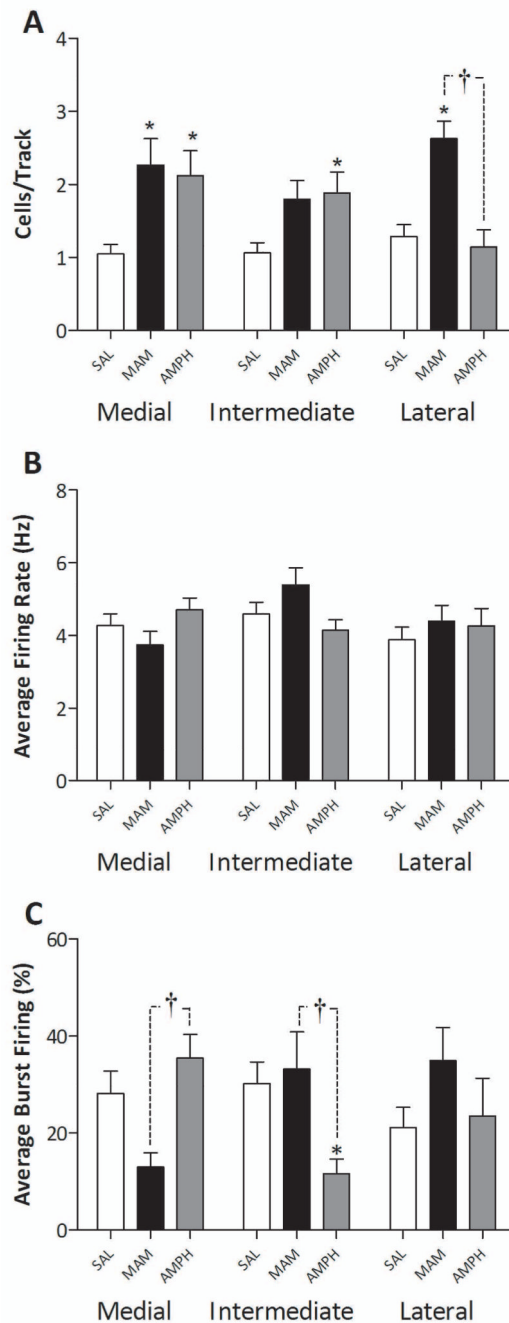 A
Cells/Track
4
3
2
1
0
* * * * †
SAL MAM AMPH SAL MAM AMPH SAL MAM AMPH
Medial Intermediate Lateral
B
Average Firing Rate (Hz)
8
6
4
2
0
SAL MAM AMPH SAL MAM AMPH SAL MAM AMPH
Medial Intermediate Lateral
C
Average Burst Firing (%)
60
40
20
0
† † *
SAL MAM AMPH SAL MAM AMPH SAL MAM AMPH
Medial Intermediate Lateral